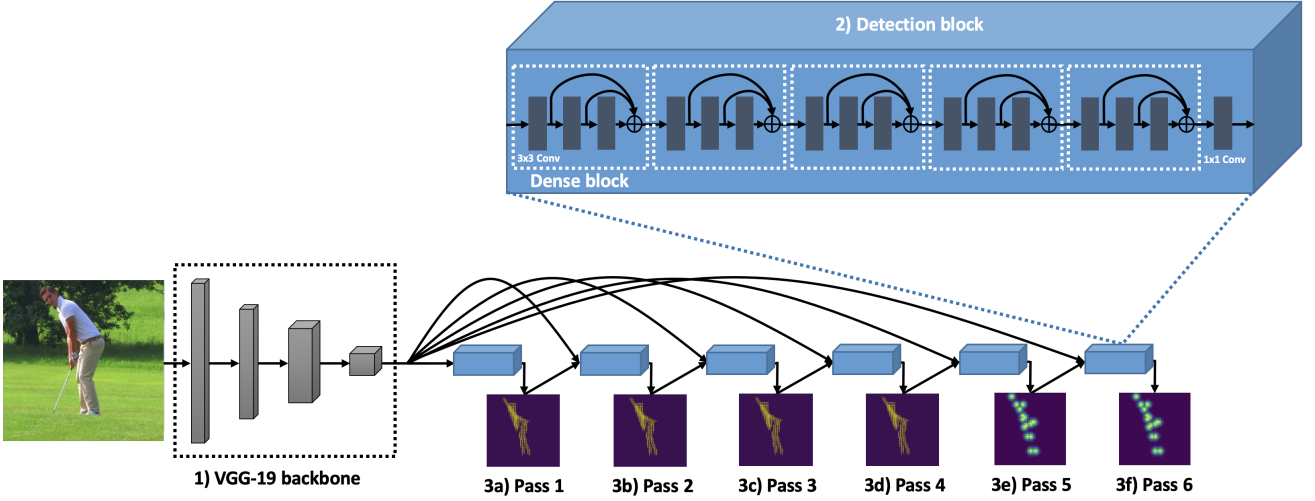 2) Detection block
3x3 Conv
1x1 Conv
Dense block
1) VGG-19 backbone
3a) Pass 1
3b) Pass 2
3c) Pass 3
3d) Pass 4
3e) Pass 5
3f) Pass 6